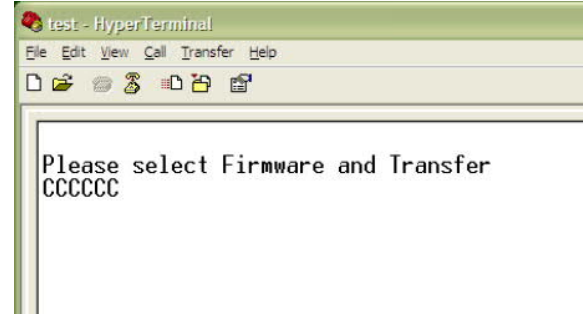 test - HyperTerminal
File Edit View Call Transfer Help
Please select Firmware and Transfer
CCCCCC